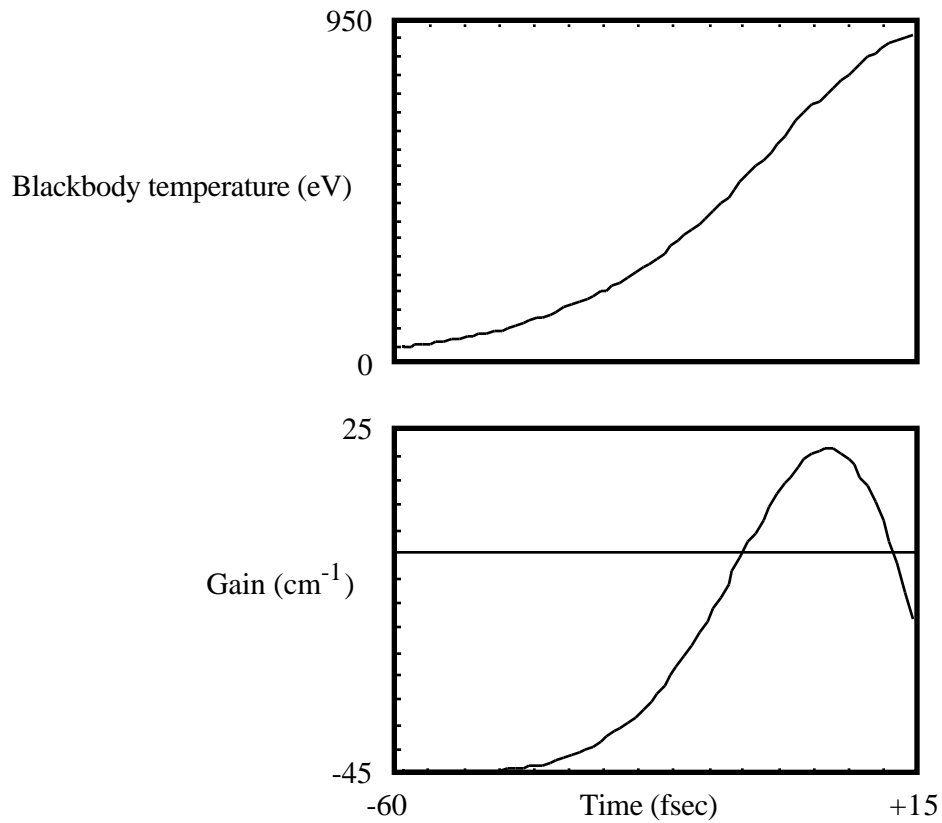 950
Blackbody temperature (eV)
0
25
Gain (cm-1)
-45
-60 Time (fsec) +15